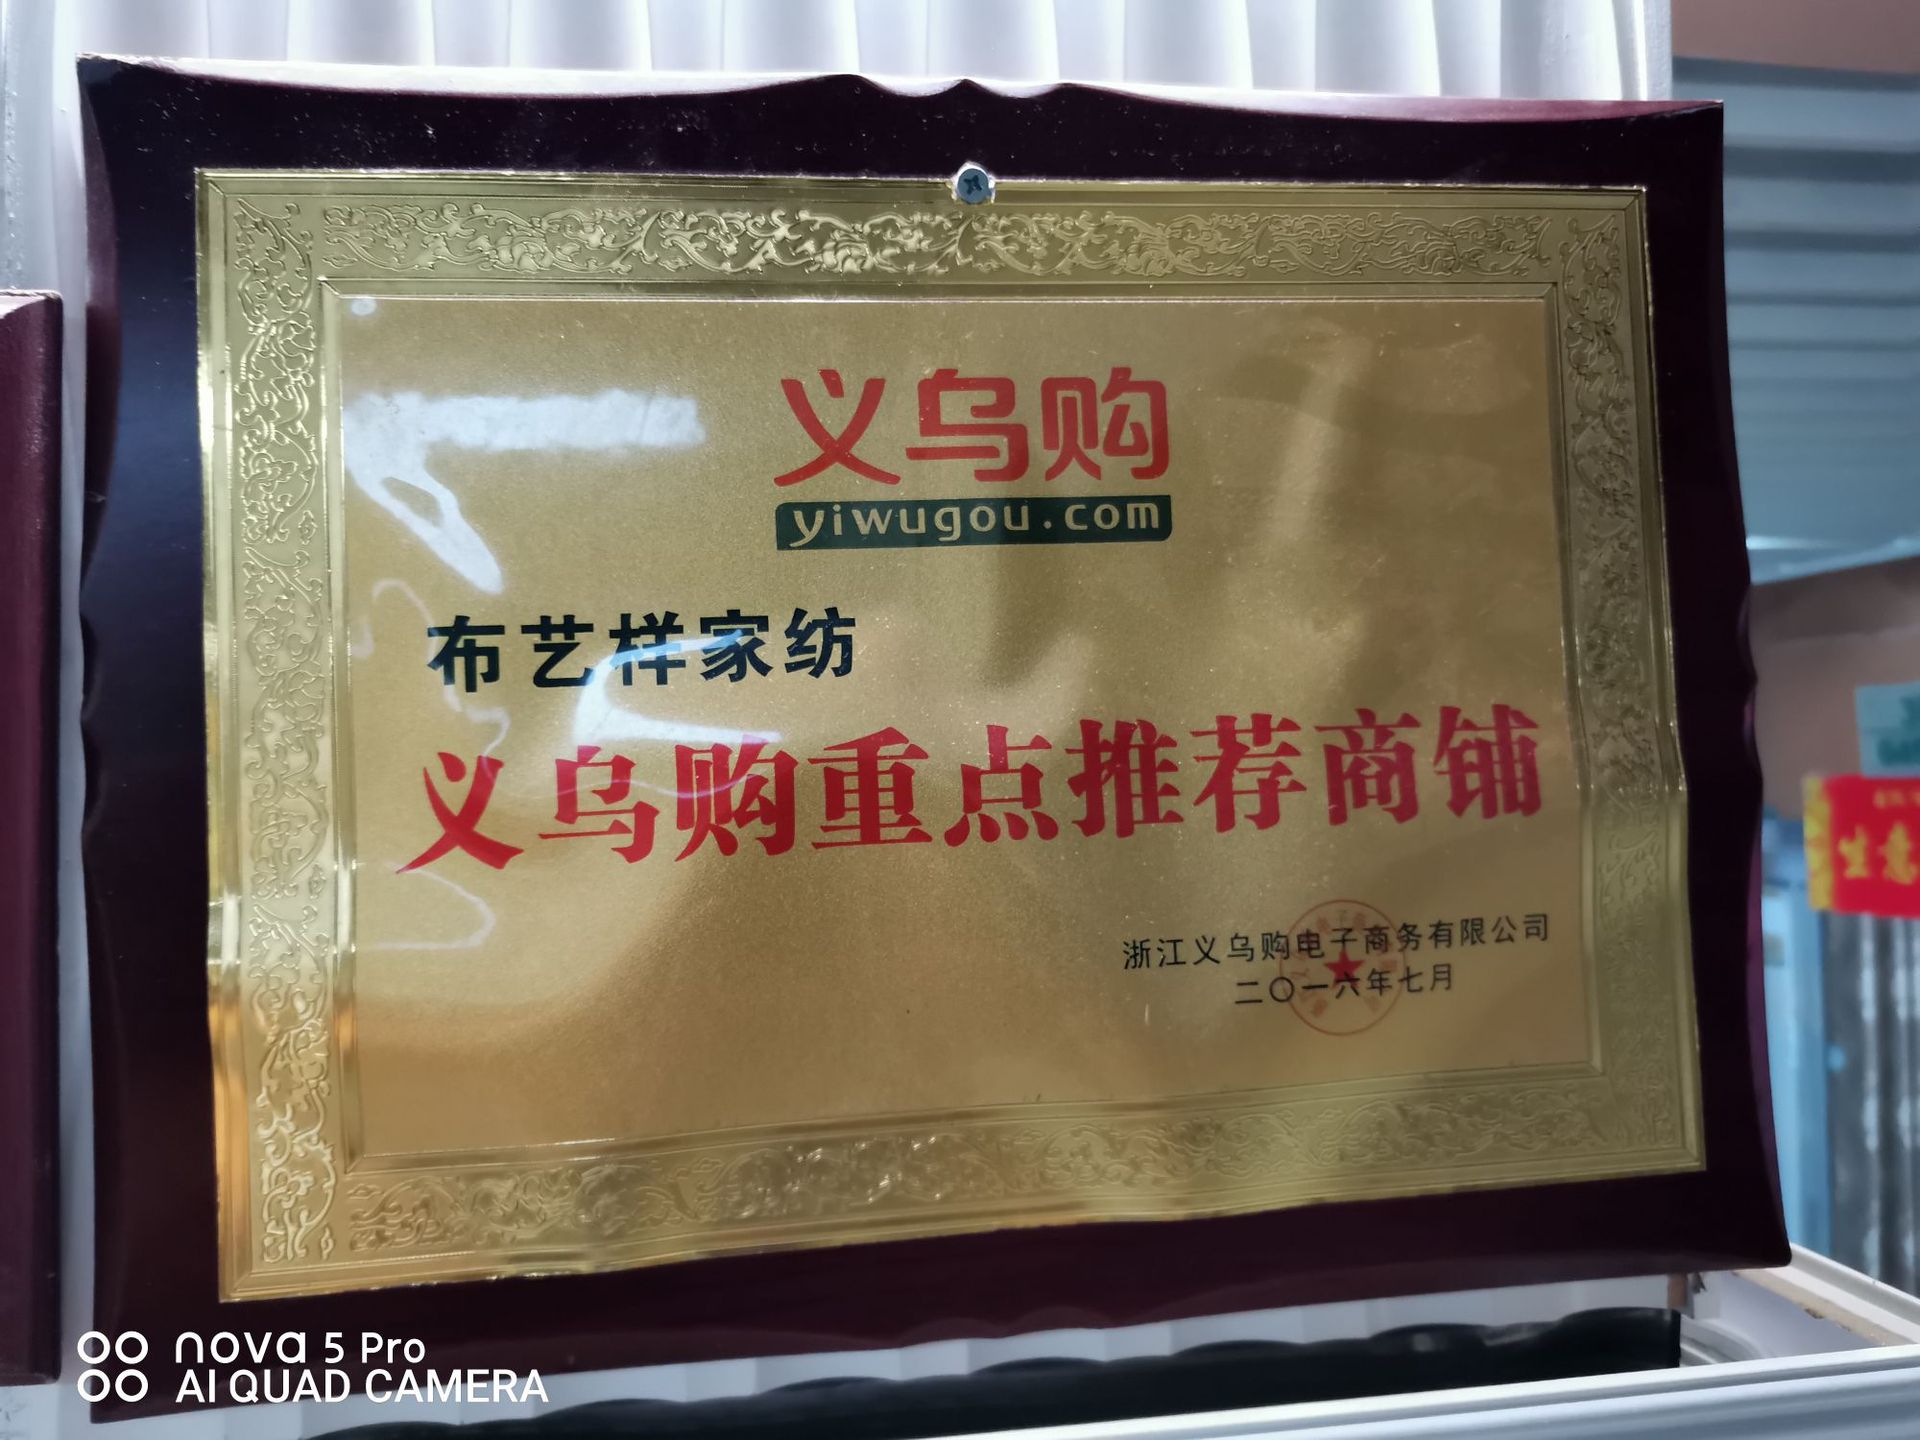 义乌购
yiwugou.com
布艺样家纺
义乌购重点推荐商铺
浙江义乌购电子商务有限公司
二〇一六年七月
生意
nova 5 Pro
AI QUAD CAMERA